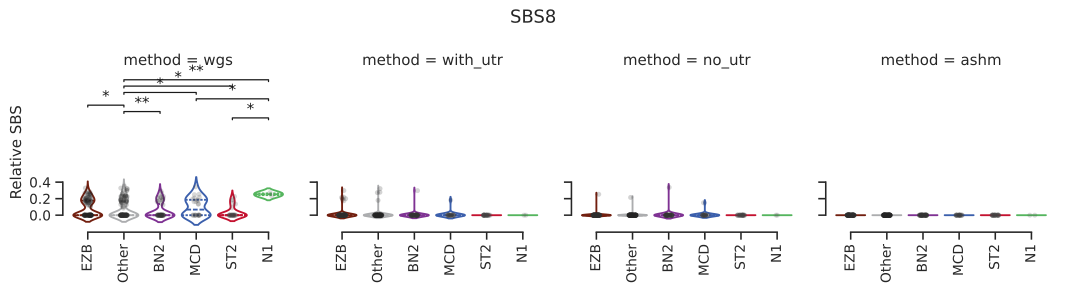 SBS8
method = wgs
method = with_utr
method = no_utr
method = ashm
**
*
*
*
*
*
**
*
Relative SBS
0.4
0.2
0.0
EZB
Other
BN2
MCD
ST2
N1
EZB
Other
BN2
MCD
ST2
N1
EZB
Other
BN2
MCD
ST2
N1
EZB
Other
BN2
MCD
ST2
N1